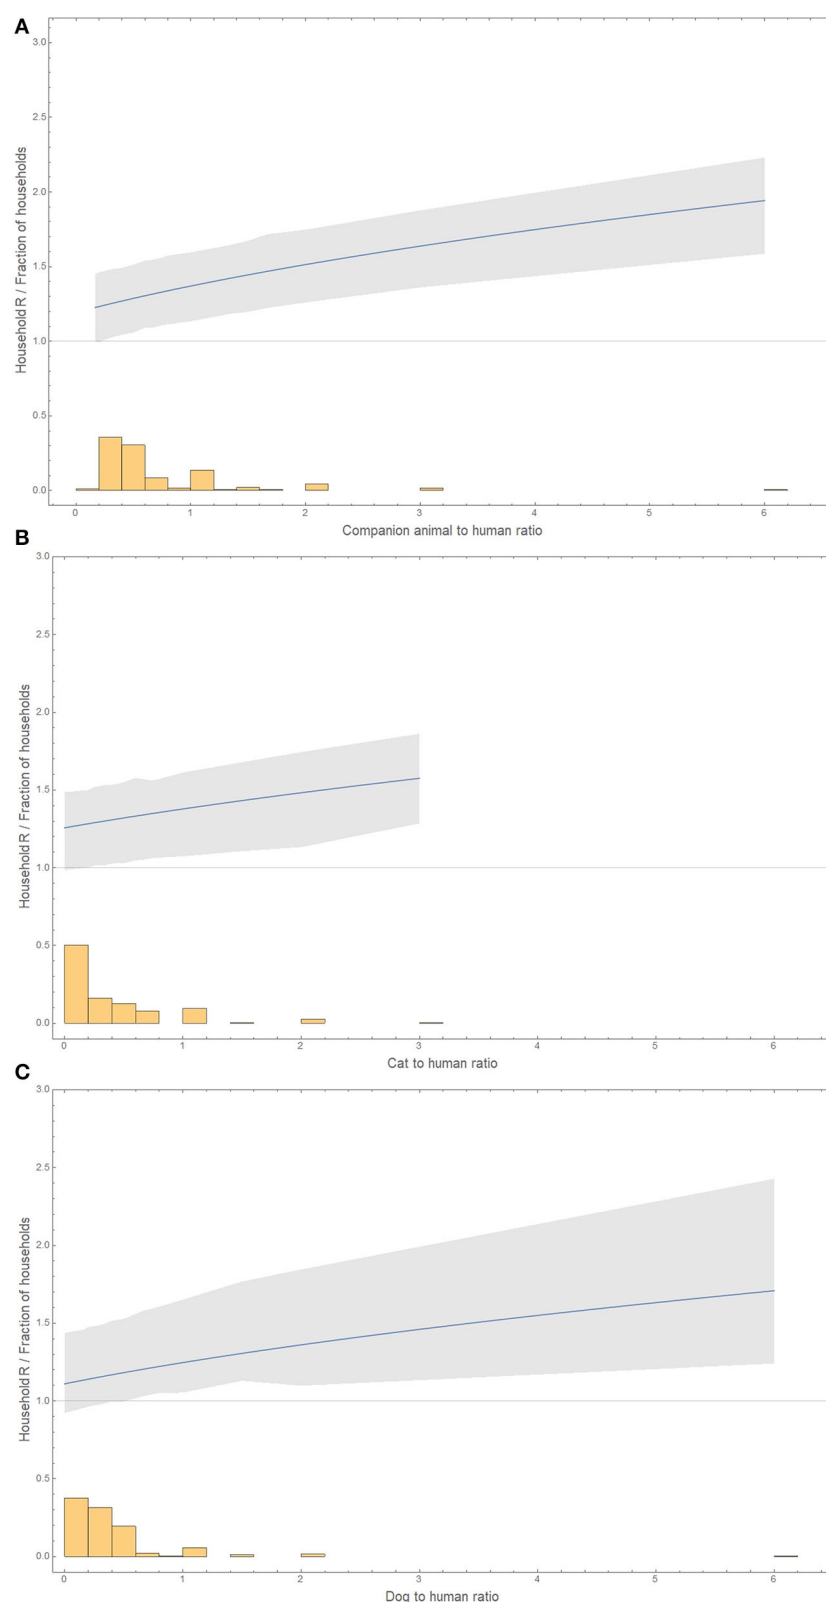 A
3.0
2.5
2.0
1.5
1.0
0.5
0.0
Household R / Fraction of households
0 1 2 3 4 5 6
Companion animal to human ratio
B
3.0
2.5
2.0
1.5
1.0
0.5
0.0
Household R / Fraction of households
0 1 2 3 4 5 6
Cat to human ratio
C
3.0
2.5
2.0
1.5
1.0
0.5
0.0
Household R / Fraction of households
0 1 2 3 4 5 6
Dog to human ratio